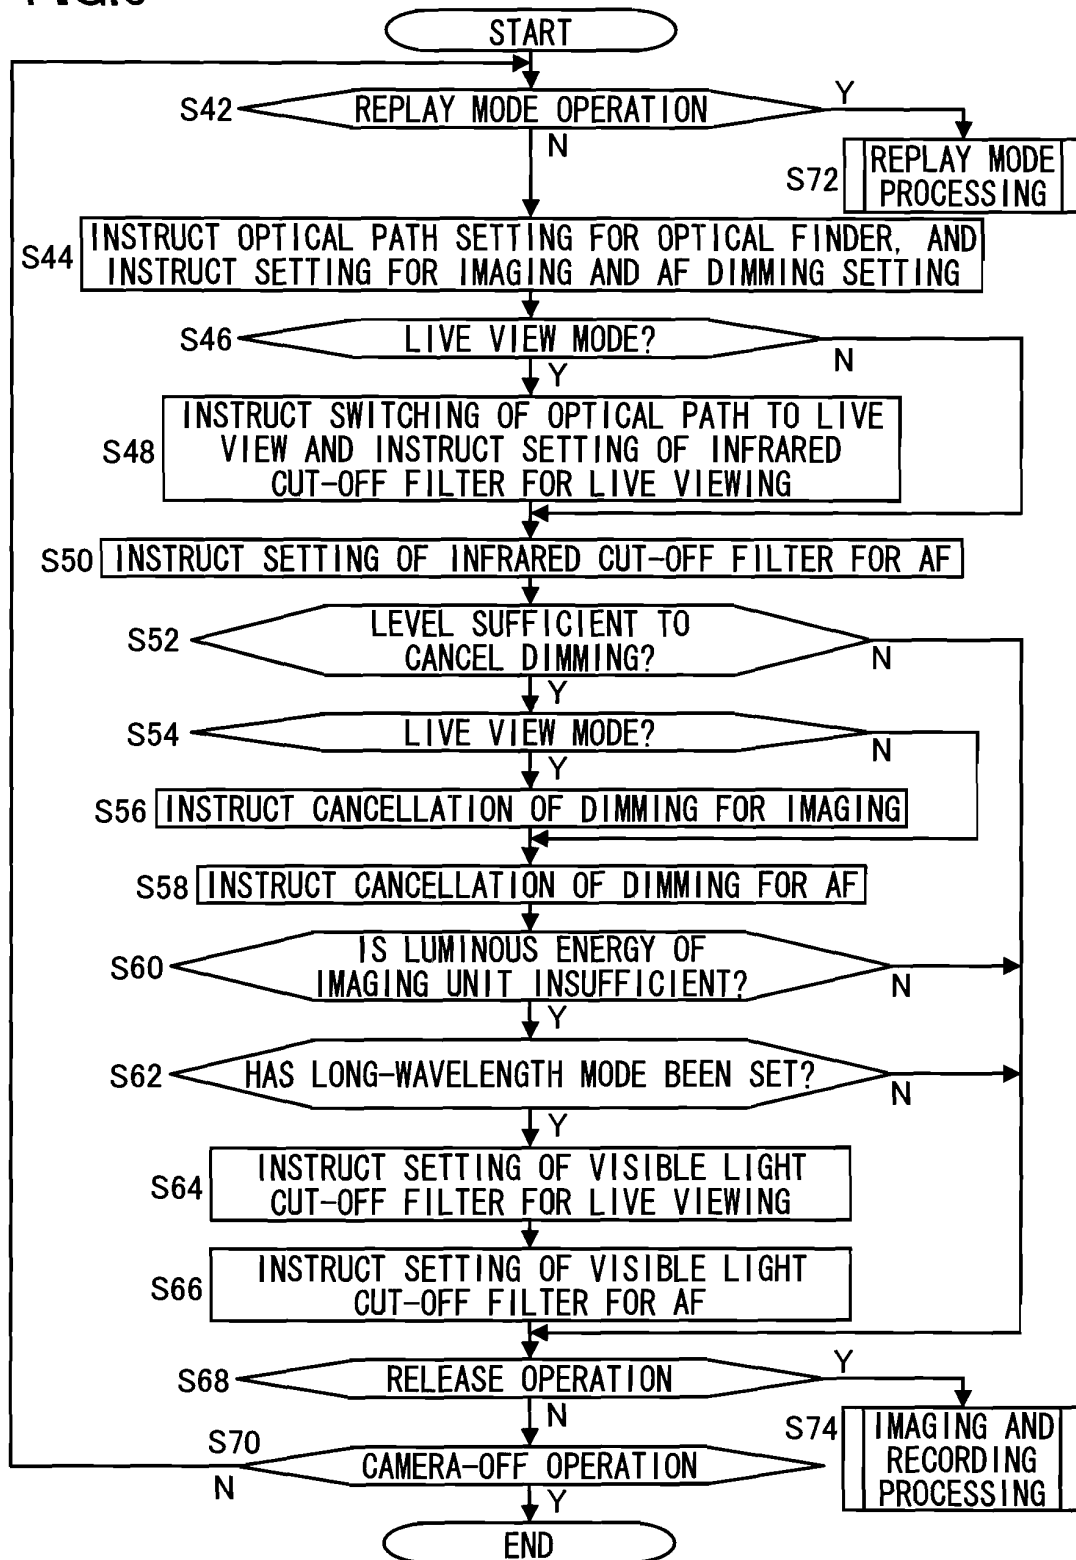 START
S42 REPLAY MODE OPERATION Y
N
S72 REPLAY MODE
PROCESSING
S44 INSTRUCT OPTICAL PATH SETTING FOR OPTICAL FINDER, AND
INSTRUCT SETTING FOR IMAGING AND AF DIMMING SETTING
S46 LIVE VIEW MODE? N
Y
S48 INSTRUCT SWITCHING OF OPTICAL PATH TO LIVE
VIEW AND INSTRUCT SETTING OF INFRARED
CUT-OFF FILTER FOR LIVE VIEWING
S50 INSTRUCT SETTING OF INFRARED CUT-OFF FILTER FOR AF
S52 LEVEL SUFFICIENT TO
CANCEL DIMMING? N
Y
S54 LIVE VIEW MODE? N
Y
S56 INSTRUCT CANCELLATION OF DIMMING FOR IMAGING
S58 INSTRUCT CANCELLATION OF DIMMING FOR AF
S60 IS LUMINOUS ENERGY OF
IMAGING UNIT INSUFFICIENT? N
Y
S62 HAS LONG-WAVELENGTH MODE BEEN SET? N
Y
S64 INSTRUCT SETTING OF VISIBLE LIGHT
CUT-OFF FILTER FOR LIVE VIEWING
S66 INSTRUCT SETTING OF VISIBLE LIGHT
CUT-OFF FILTER FOR AF
S68 RELEASE OPERATION Y
N
S74 IMAGING AND
RECORDING
PROCESSING
S70 CAMERA-OFF OPERATION
N
Y
END